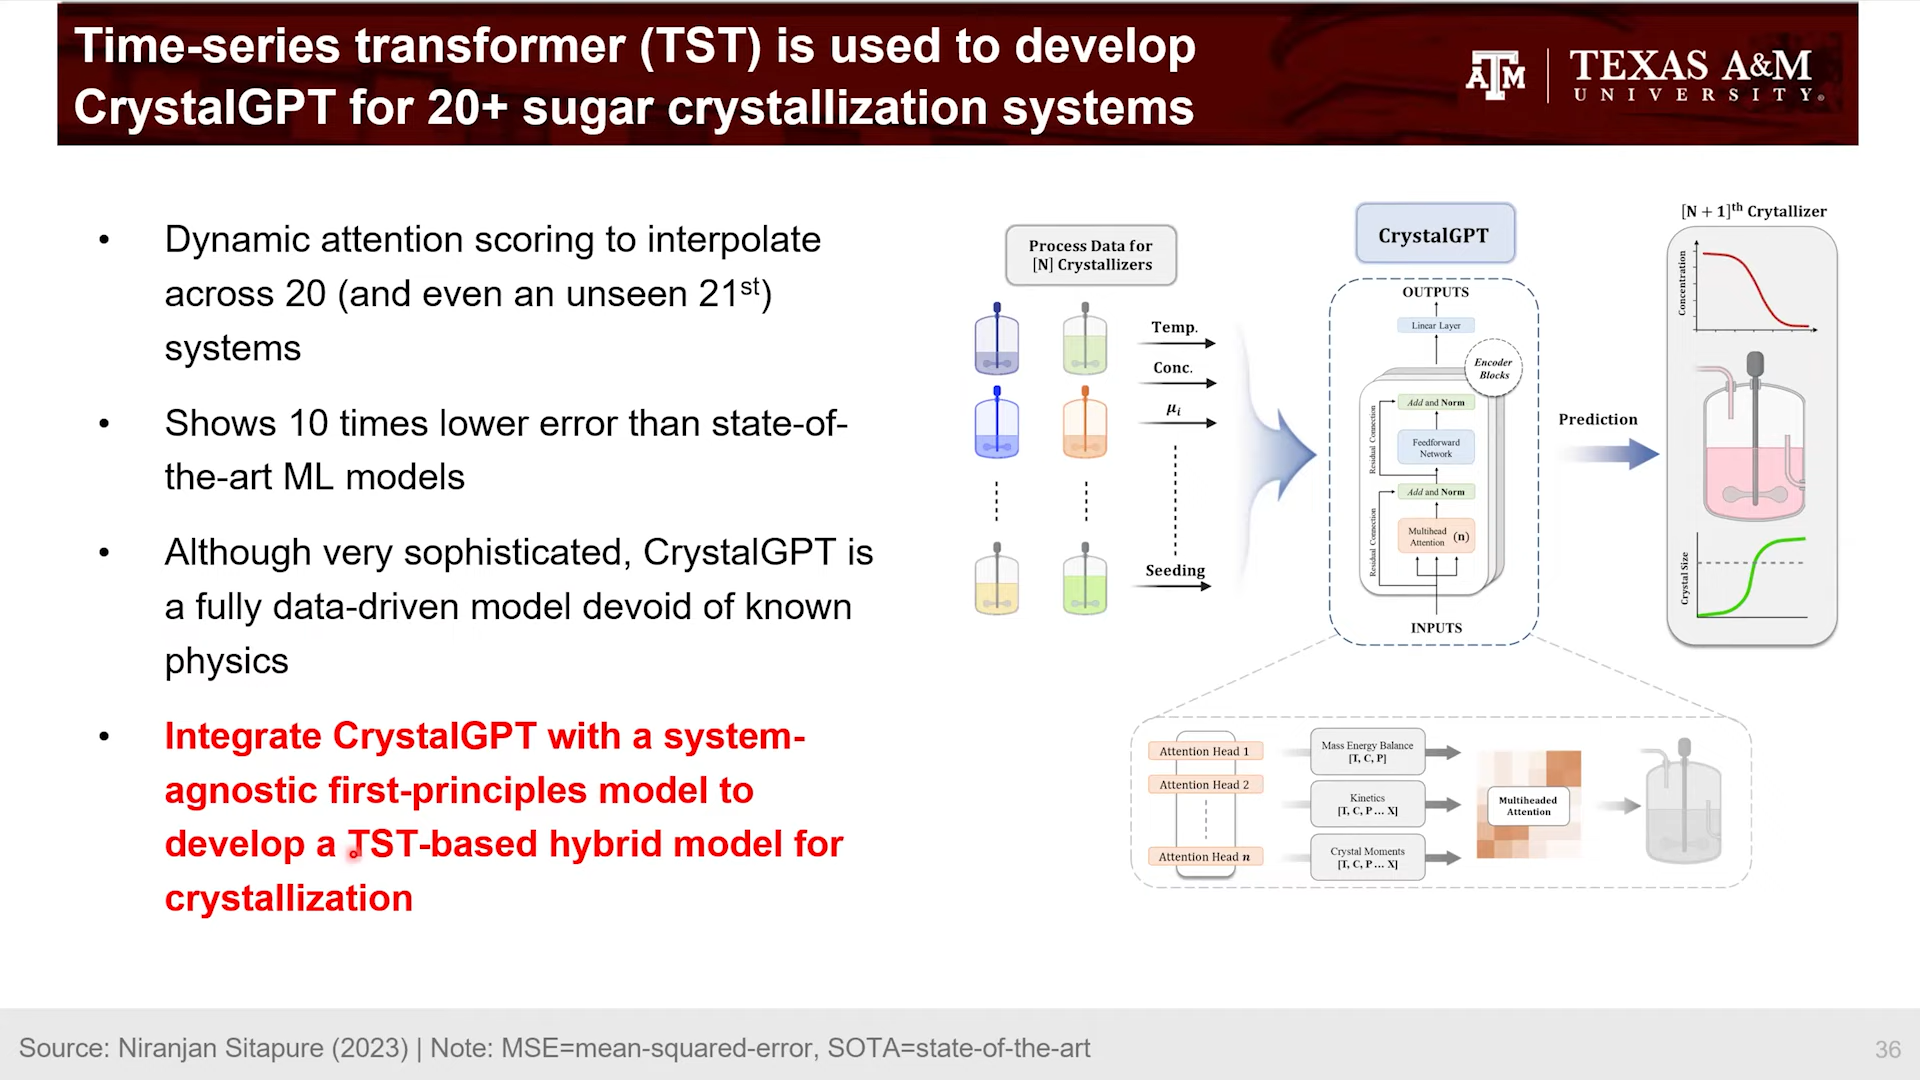 Time-series transformer (TST) is used to develop
CrystalGPT for 20+ sugar crystallization systems
ATM
TEXAS A&M
UNIVERSITY®
• Dynamic attention scoring to interpolate
across 20 (and even an unseen 21st)
systems
• Shows 10 times lower error than state-of-
the-art ML models
• Although very sophisticated, CrystalGPT is
a fully data-driven model devoid of known
physics
• Integrate CrystalGPT with a system-
agnostic first-principles model to
develop a TST-based hybrid model for
crystallization
Process Data for
[N] Crystallizers
Temp.
Conc.
μi
Seeding
CrystalGPT
OUTPUTS
Linear Layer
Encoder
Blocks
Add and Norm
Feedforward
Network
Residual Connection
Add and Norm
Multihead
Attention (n)
Residual Connection
INPUTS
Prediction
[N + 1]th Crytallizer
Concentration
Crystal Size
Attention Head 1
Attention Head 2
Attention Head n
Mass Energy Balance
[T, C, P]
Kinetics
[T, C, P … X]
Crystal Moments
[T, C, P … X]
Multiheaded
Attention
Source: Niranjan Sitapure (2023) | Note: MSE=mean-squared-error, SOTA=state-of-the-art
36